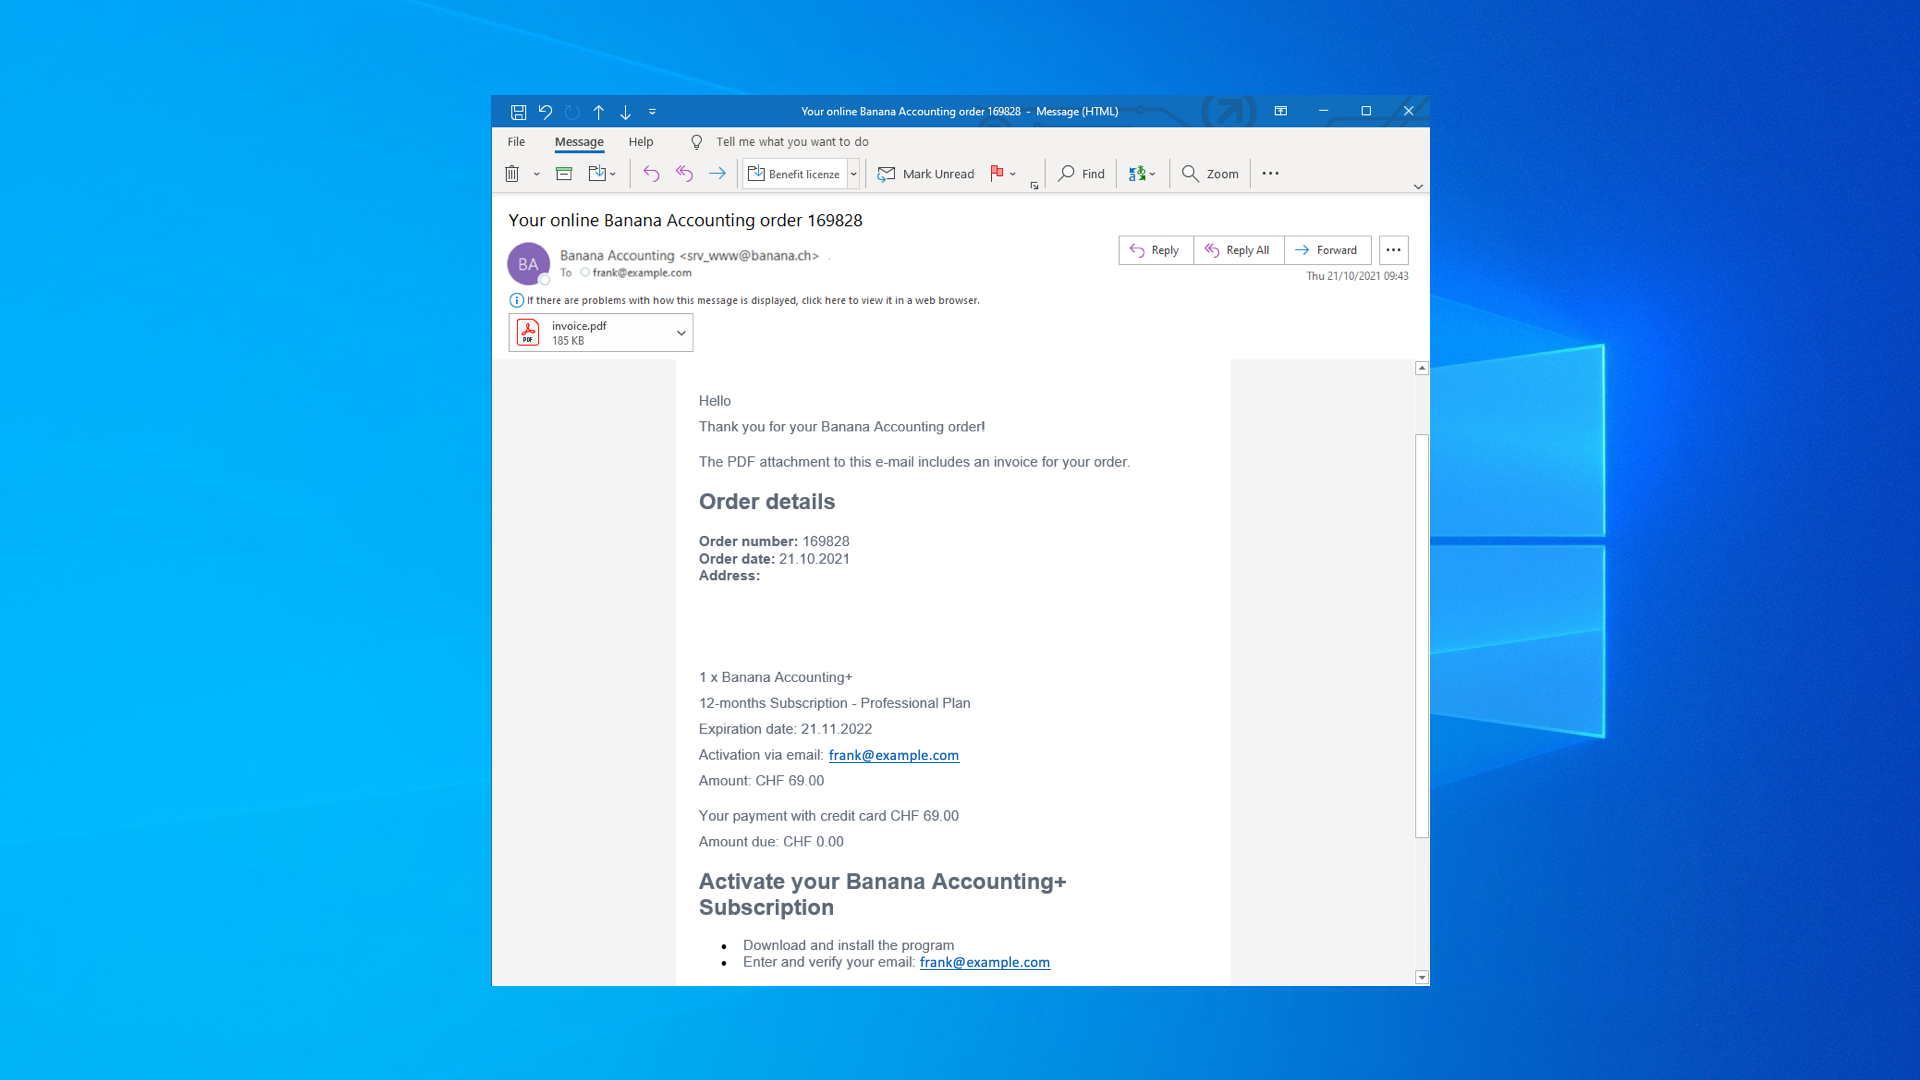 Your online Banana Accounting order 169828 - Message (HTML)
File Message Help Tell me what you want to do
Benefit licenze Mark Unread Find Zoom
Your online Banana Accounting order 169828
BA
Banana Accounting <srv_www@banana.ch>
To frank@example.com
Reply Reply All Forward
Thu 21/10/2021 09:43
If there are problems with how this message is displayed, click here to view it in a web browser.
PDF
invoice.pdf
185 KB
Hello
Thank you for your Banana Accounting order!
The PDF attachment to this e-mail includes an invoice for your order.
Order details
Order number: 169828
Order date: 21.10.2021
Address:
1 x Banana Accounting+
12-months Subscription - Professional Plan
Expiration date: 21.11.2022
Activation via email: frank@example.com
Amount: CHF 69.00
Your payment with credit card CHF 69.00
Amount due: CHF 0.00
Activate your Banana Accounting+
Subscription
• Download and install the program
• Enter and verify your email: frank@example.com